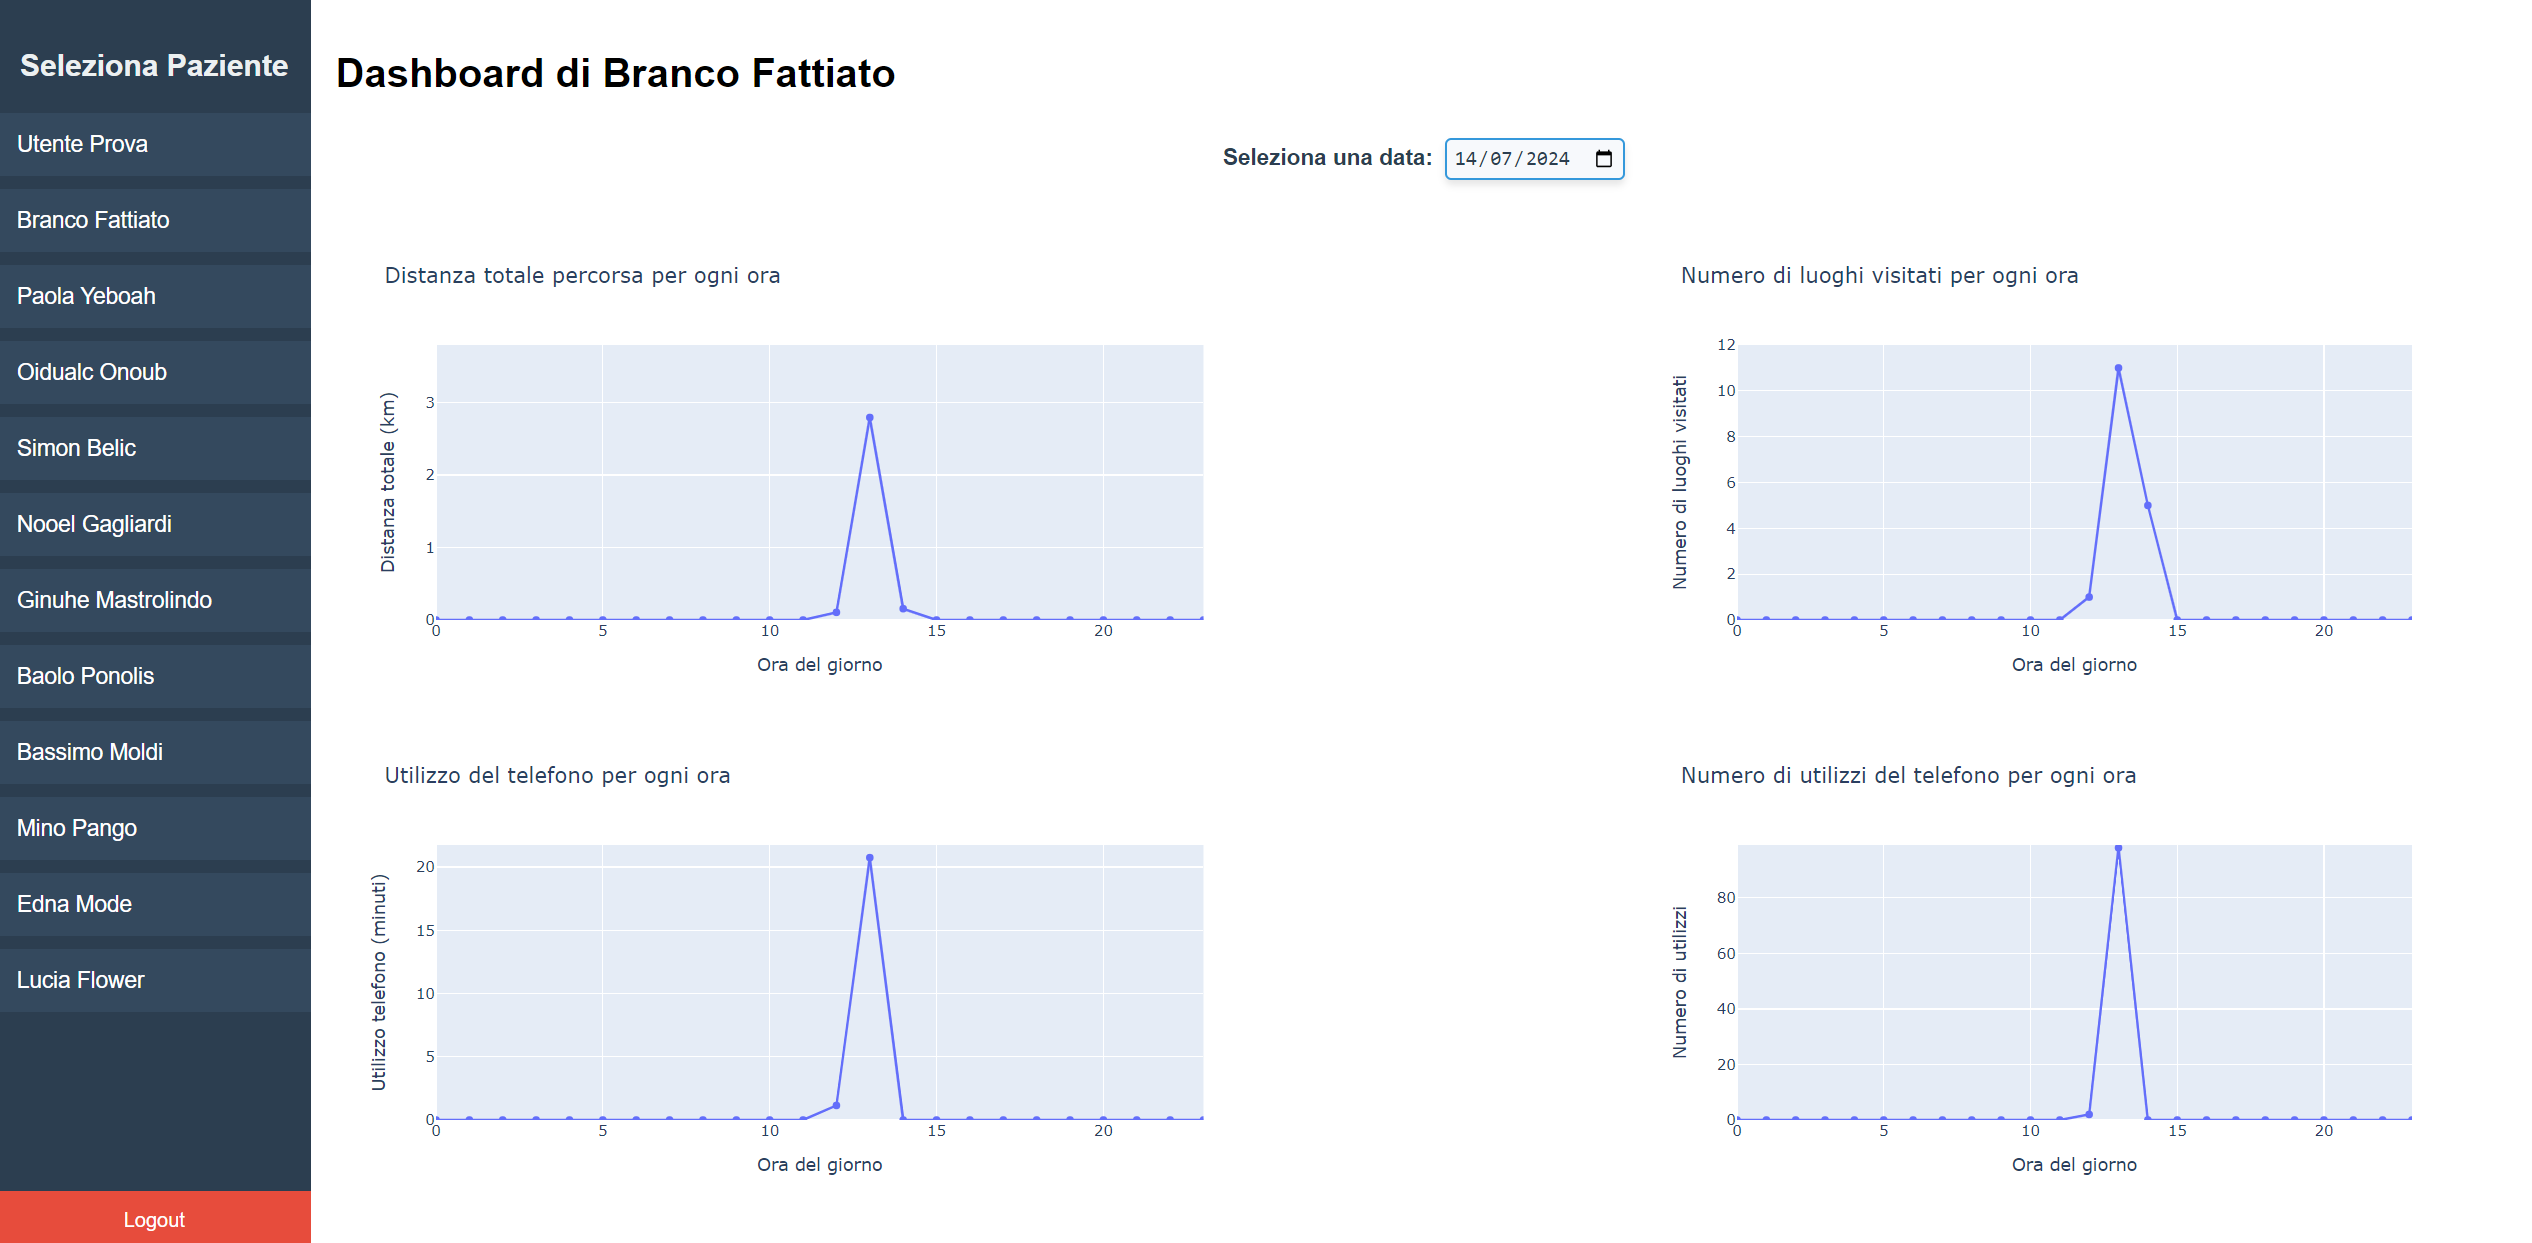 Seleziona Paziente
Utente Prova
Branco Fattiato
Paola Yeboah
Oidualc Onoub
Simon Belic
Nooel Gagliardi
Ginuhe Mastrolindo
Baolo Ponolis
Bassimo Moldi
Mino Pango
Edna Mode
Lucia Flower
Logout
Dashboard di Branco Fattiato
Seleziona una data: 14/07/2024
Distanza totale percorsa per ogni ora
Distanza totale (km)
3
2
1
0
0 5 10 15 20
Ora del giorno
Numero di luoghi visitati per ogni ora
Numero di luoghi visitati
12
10
8
6
4
2
0
0 5 10 15 20
Ora del giorno
Utilizzo del telefono per ogni ora
Utilizzo telefono (minuti)
20
15
10
5
0
0 5 10 15 20
Ora del giorno
Numero di utilizzi del telefono per ogni ora
Numero di utilizzi
80
60
40
20
0
0 5 10 15 20
Ora del giorno